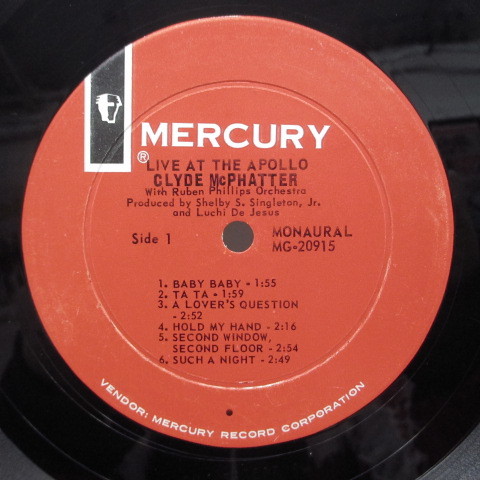 MERCURY
®
LIVE AT THE APOLLO
CLYDE McPHATTER
With Ruben Phillips Orchestra
Produced by Shelby S. Singleton, Jr.
and Luchi De Jesus
Side 1
MONAURAL
MG-20915
1. BABY BABY - 1:55
2. TA TA - 1:59
3. A LOVER'S QUESTION
- 2:52
4. HOLD MY HAND - 2:16
5. SECOND WINDOW,
SECOND FLOOR - 2:54
6. SUCH A NIGHT - 2:49
VENDOR: MERCURY RECORD CORPORATION